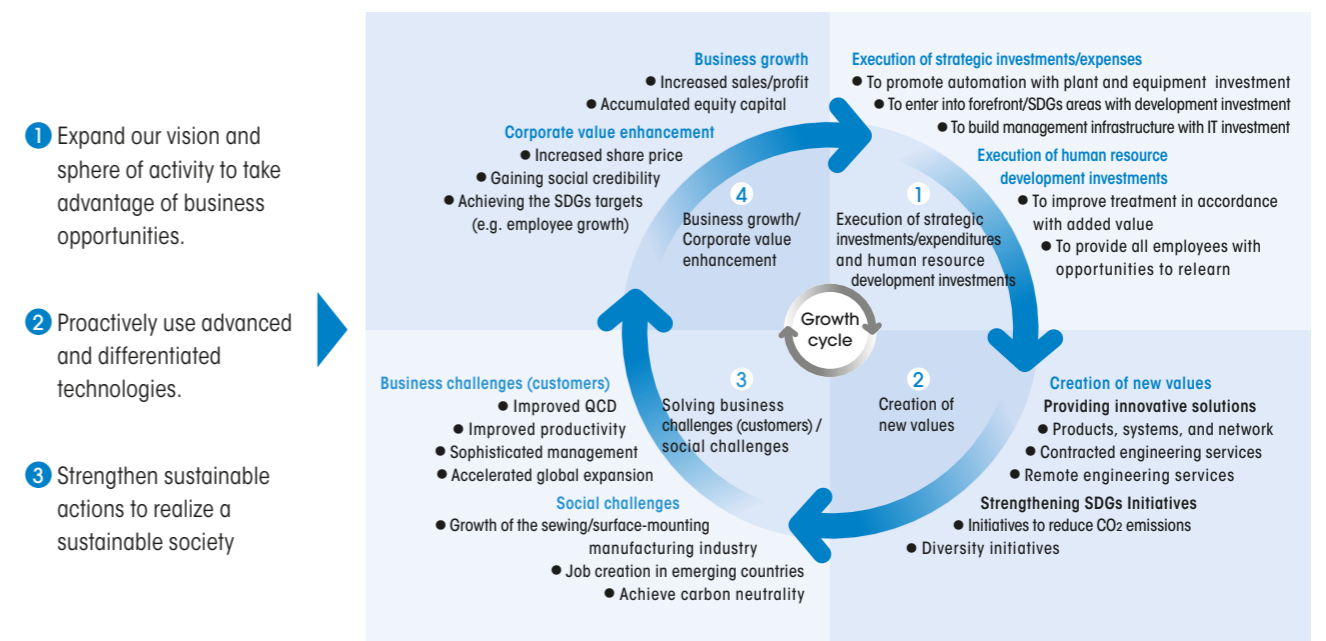 1 Expand our vision and
sphere of activity to take
advantage of business
opportunities.
2 Proactively use advanced
and differentiated
technologies.
3 Strengthen sustainable
actions to realize a
sustainable society
Business growth
● Increased sales/profit
● Accumulated equity capital
Corporate value enhancement
● Increased share price
● Gaining social credibility
● Achieving the SDGs targets
(e.g. employee growth)
4
Business growth/
Corporate value
enhancement
Execution of strategic investments/expenses
● To promote automation with plant and equipment investment
● To enter into forefront/SDGs areas with development investment
● To build management infrastructure with IT investment
Execution of human resource
development investments
● To improve treatment in accordance
with added value
● To provide all employees with
opportunities to relearn
1
Execution of strategic
investments/expenditures
and human resource
development investments
Growth
cycle
Business challenges (customers)
● Improved QCD
● Improved productivity
● Sophisticated management
● Accelerated global expansion
Social challenges
● Growth of the sewing/surface-mounting
manufacturing industry
● Job creation in emerging countries
● Achieve carbon neutrality
3
Solving business
challenges (customers) /
social challenges
2
Creation of
new values
Creation of new values
Providing innovative solutions
● Products, systems, and network
● Contracted engineering services
● Remote engineering services
Strengthening SDGs Initiatives
● Initiatives to reduce CO2 emissions
● Diversity initiatives